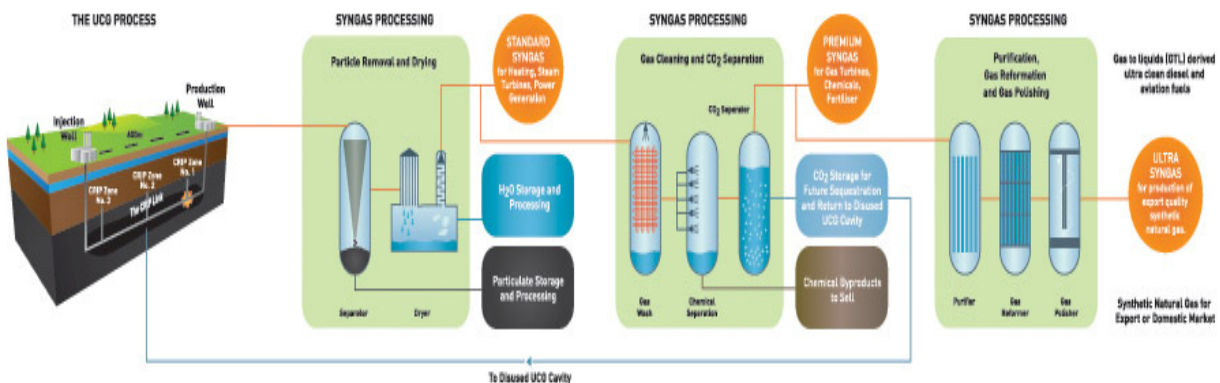 THE UCG PROCESS
Injection
Well
Production
Well
600m
CRIP Zone
No. 3
CRIP Zone
No. 2
CRIP Zone
No. 1
The CRIP Link
SYNGAS PROCESSING
Particle Removal and Drying
Separator
Dryer
STANDARD
SYNGAS
for Heating, Steam
Turbines, Power
Generation
H2O Storage and
Processing
Particulate Storage
and Processing
SYNGAS PROCESSING
Gas Cleaning and CO2 Separation
CO2 Separator
Gas
Wash
Chemical
Separation
PREMIUM
SYNGAS
for Gas Turbines,
Chemicals,
Fertiliser
CO2 Storage for
Future Sequestration
and Return to Disused
UCG Cavity
Chemical Byproducts
to Sell
SYNGAS PROCESSING
Purification,
Gas Reformation
and Gas Polishing
Purifier
Gas
Reformer
Gas
Polisher
Gas to liquids (GTL) derived
ultra clean diesel and
aviation fuels
ULTRA
SYNGAS
for production of
export quality
synthetic
natural gas.
Synthetic Natural Gas for
Export or Domestic Market
To Disused UCG Cavity